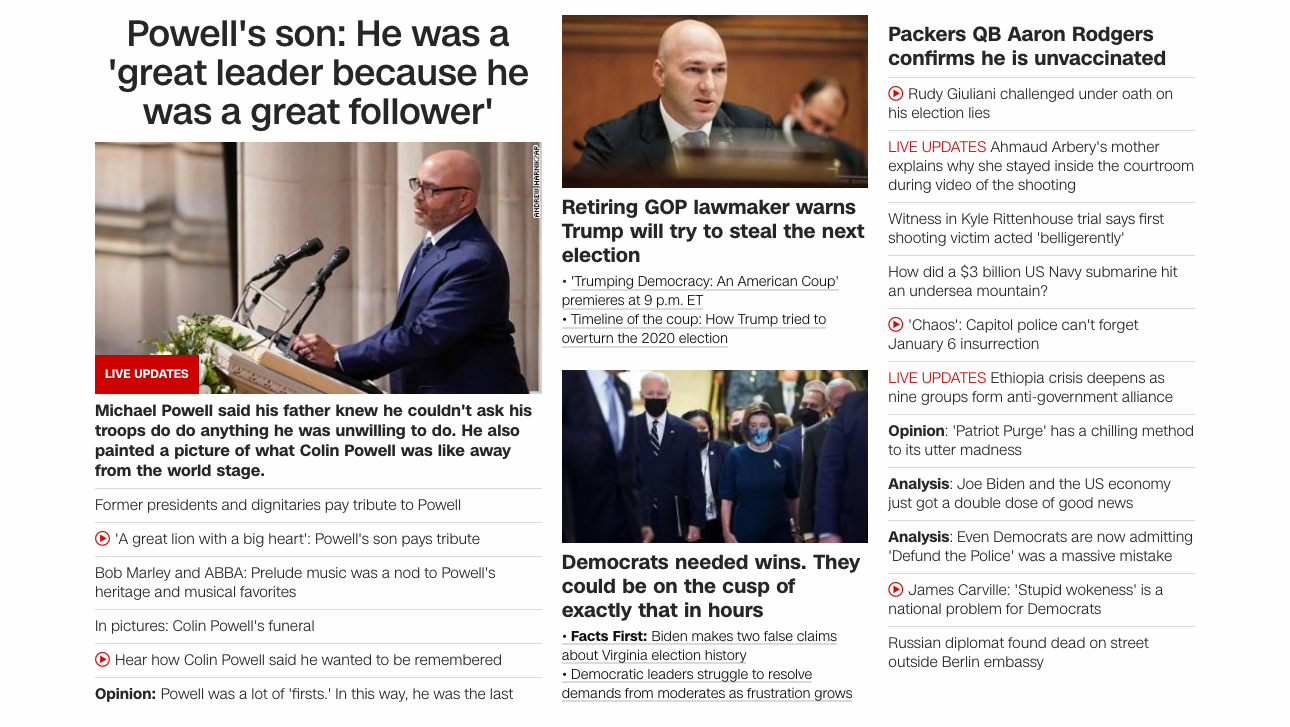 Powell's son: He was a
'great leader because he
was a great follower'
ANDREW HARNIK/AP
LIVE UPDATES
Michael Powell said his father knew he couldn't ask his
troops do do anything he was unwilling to do. He also
painted a picture of what Colin Powell was like away
from the world stage.
Former presidents and dignitaries pay tribute to Powell
'A great lion with a big heart': Powell's son pays tribute
Bob Marley and ABBA: Prelude music was a nod to Powell's
heritage and musical favorites
In pictures: Colin Powell's funeral
Hear how Colin Powell said he wanted to be remembered
Opinion: Powell was a lot of 'firsts.' In this way, he was the last
Retiring GOP lawmaker warns
Trump will try to steal the next
election
• 'Trumping Democracy: An American Coup'
premieres at 9 p.m. ET
• Timeline of the coup: How Trump tried to
overturn the 2020 election
Democrats needed wins. They
could be on the cusp of
exactly that in hours
• Facts First: Biden makes two false claims
about Virginia election history
• Democratic leaders struggle to resolve
demands from moderates as frustration grows
Packers QB Aaron Rodgers
confirms he is unvaccinated
Rudy Giuliani challenged under oath on
his election lies
LIVE UPDATES Ahmaud Arbery's mother
explains why she stayed inside the courtroom
during video of the shooting
Witness in Kyle Rittenhouse trial says first
shooting victim acted 'belligerently'
How did a $3 billion US Navy submarine hit
an undersea mountain?
'Chaos': Capitol police can't forget
January 6 insurrection
LIVE UPDATES Ethiopia crisis deepens as
nine groups form anti-government alliance
Opinion: 'Patriot Purge' has a chilling method
to its utter madness
Analysis: Joe Biden and the US economy
just got a double dose of good news
Analysis: Even Democrats are now admitting
'Defund the Police' was a massive mistake
James Carville: 'Stupid wokeness' is a
national problem for Democrats
Russian diplomat found dead on street
outside Berlin embassy